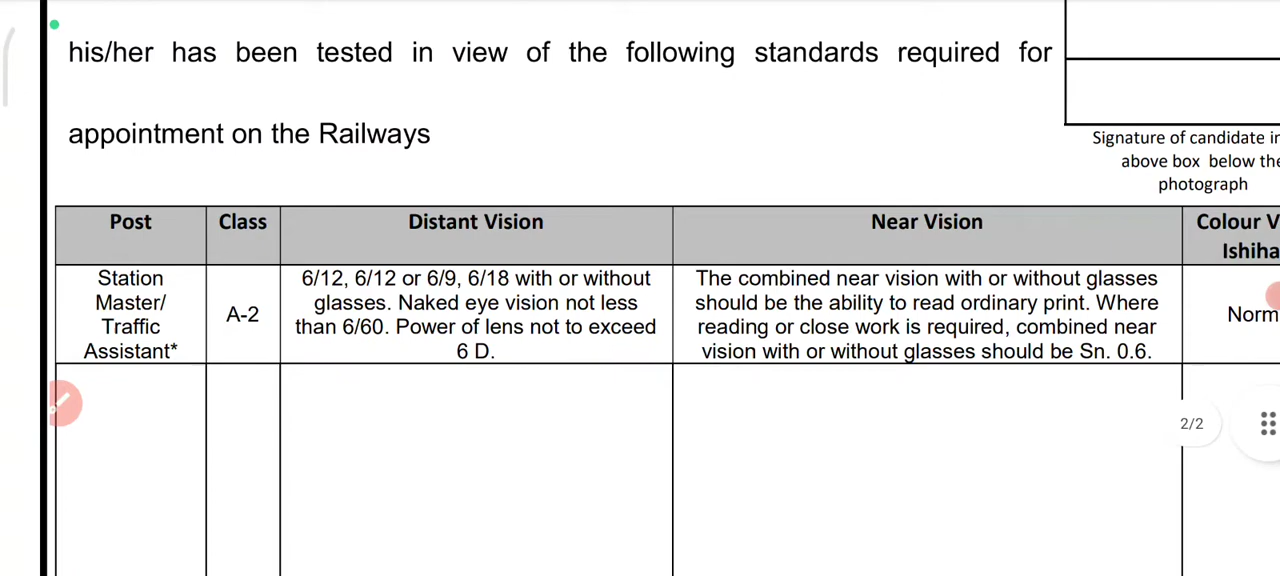 his/her has been tested in view of the following standards required for
appointment on the Railways
Signature of candidate in
above box below the
photograph
Post Class Distant Vision Near Vision Colour V
Ishiha
Station
Master/
Traffic
Assistant*
A-2
6/12, 6/12 or 6/9, 6/18 with or without
glasses. Naked eye vision not less
than 6/60. Power of lens not to exceed
6 D.
The combined near vision with or without glasses
should be the ability to read ordinary print. Where
reading or close work is required, combined near
vision with or without glasses should be Sn. 0.6.
Norm
2/2